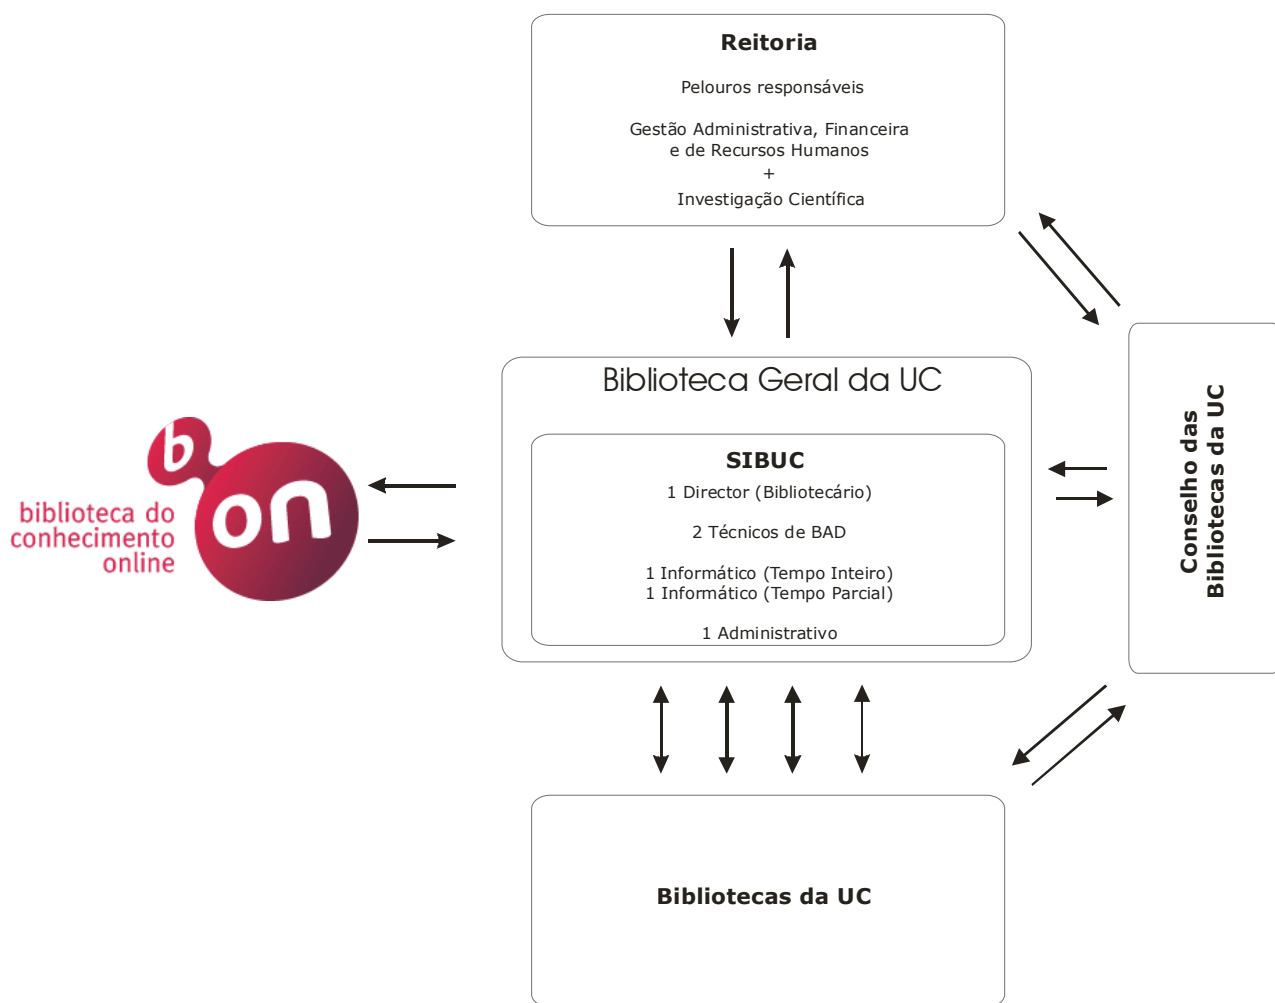 Reitoria
Pelouros responsáveis
Gestão Administrativa, Financeira
e de Recursos Humanos
+
Investigação Científica
Biblioteca Geral da UC
SIBUC
1 Director (Bibliotecário)
2 Técnicos de BAD
1 Informático (Tempo Inteiro)
1 Informático (Tempo Parcial)
1 Administrativo
b
on
biblioteca do
conhecimento
online
Conselho das
Bibliotecas da UC
Bibliotecas da UC